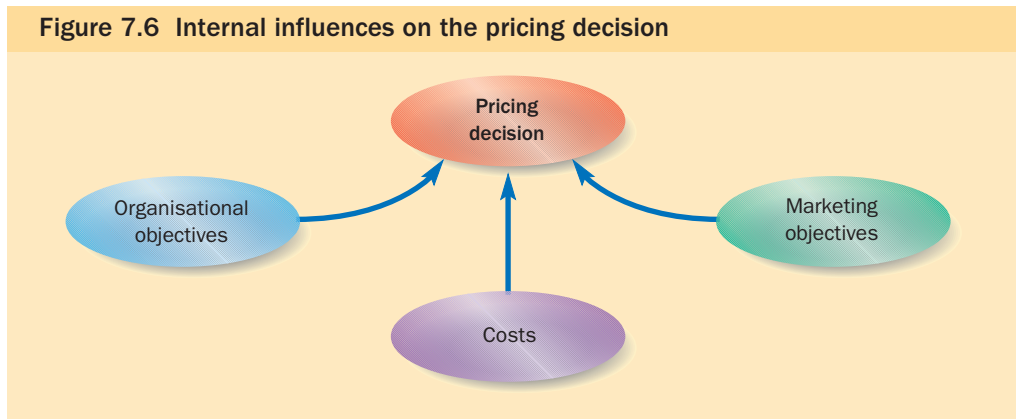 Figure 7.6 Internal influences on the pricing decision
Pricing
decision
Organisational
objectives
Marketing
objectives
Costs